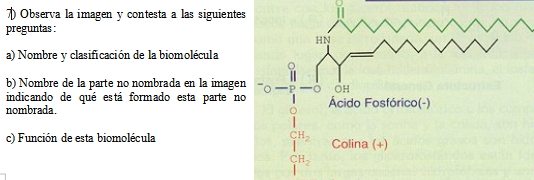 7) Observa la imagen y contesta a las siguientes
preguntas:
a) Nombre y clasificación de la biomolécula
b) Nombre de la parte no nombrada en la imagen
indicando de qué está formado esta parte no
nombrada.
c) Función de esta biomolécula
O
HN
O
⁻O—P—O
OH
Ácido Fosfórico(-)
O
CH₂
Colina (+)
CH₂